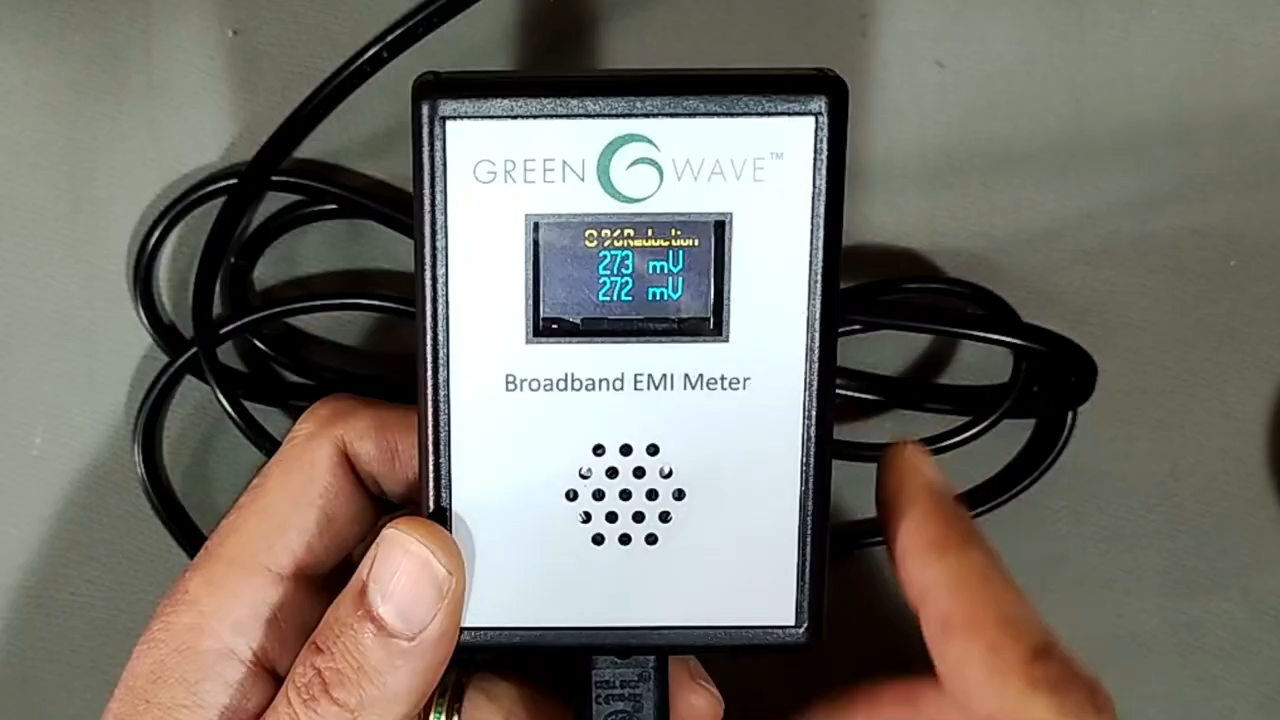 GREEN WAVE™
0 %Reduction
273 mV
272 mV
Broadband EMI Meter